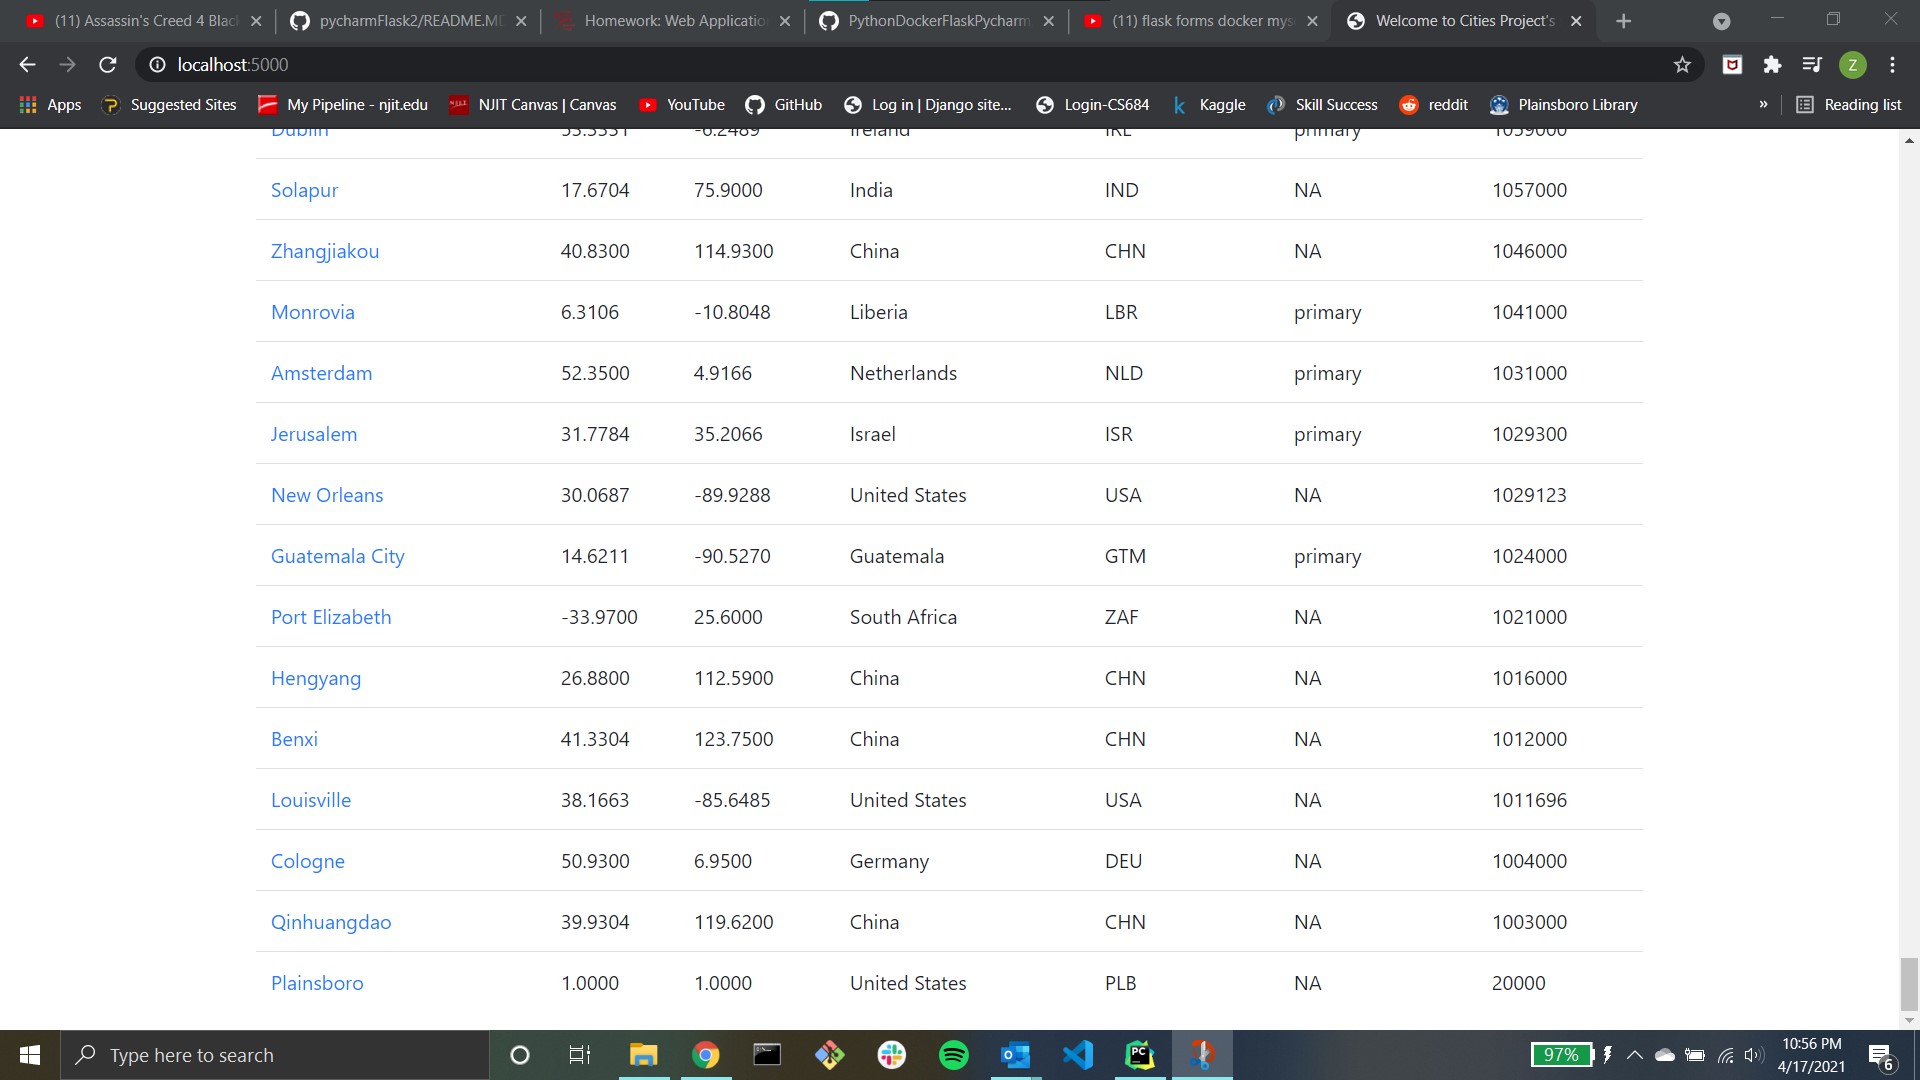 (11) Assassin's Creed 4 Blac
pycharmFlask2/README.MD
Homework: Web Applicatio
PythonDockerFlaskPycharm
(11) flask forms docker mys
Welcome to Cities Project's
localhost:5000
Z
Apps
Suggested Sites
My Pipeline - njit.edu
NJIT Canvas | Canvas
YouTube
GitHub
Log in | Django site...
Login-CS684
Kaggle
Skill Success
reddit
Plainsboro Library
»
Reading list
Dublin 53.3331 -6.2489 Ireland IRL primary 1059000
Solapur 17.6704 75.9000 India IND NA 1057000
Zhangjiakou 40.8300 114.9300 China CHN NA 1046000
Monrovia 6.3106 -10.8048 Liberia LBR primary 1041000
Amsterdam 52.3500 4.9166 Netherlands NLD primary 1031000
Jerusalem 31.7784 35.2066 Israel ISR primary 1029300
New Orleans 30.0687 -89.9288 United States USA NA 1029123
Guatemala City 14.6211 -90.5270 Guatemala GTM primary 1024000
Port Elizabeth -33.9700 25.6000 South Africa ZAF NA 1021000
Hengyang 26.8800 112.5900 China CHN NA 1016000
Benxi 41.3304 123.7500 China CHN NA 1012000
Louisville 38.1663 -85.6485 United States USA NA 1011696
Cologne 50.9300 6.9500 Germany DEU NA 1004000
Qinhuangdao 39.9304 119.6200 China CHN NA 1003000
Plainsboro 1.0000 1.0000 United States PLB NA 20000
Type here to search
97%
10:56 PM
4/17/2021
6